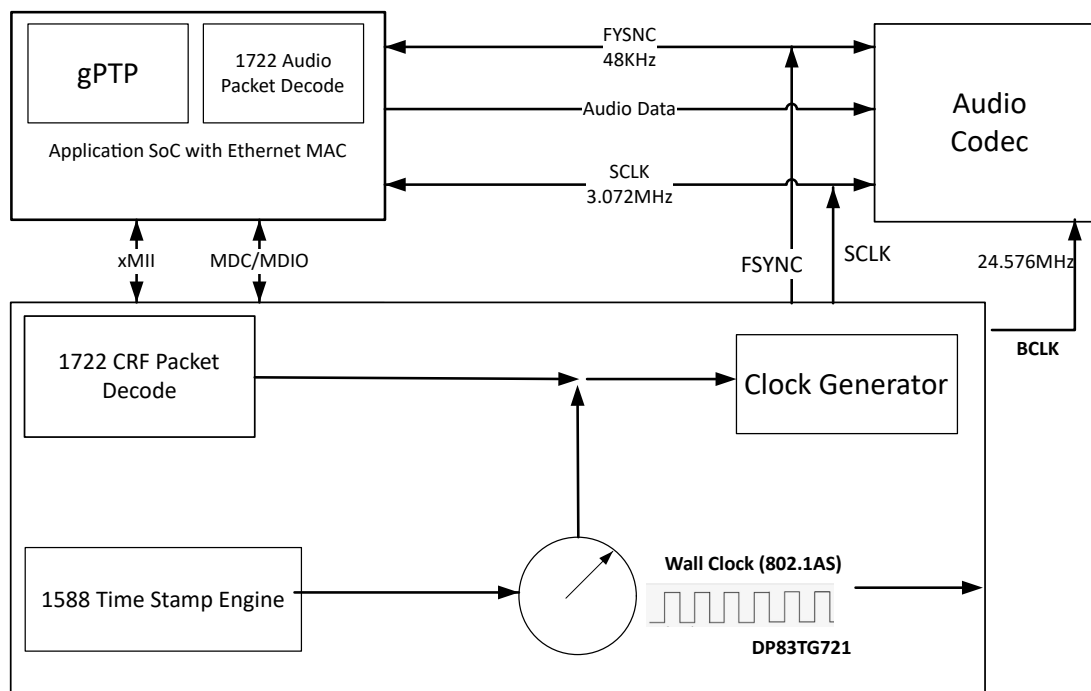 gPTP
1722 Audio
Packet Decode
Application SoC with Ethernet MAC
FYSNC
48KHz
Audio Data
SCLK
3.072MHz
Audio
Codec
xMII
MDC/MDIO
FSYNC
SCLK
24.576MHz
BCLK
1722 CRF Packet
Decode
Clock Generator
1588 Time Stamp Engine
Wall Clock (802.1AS)
DP83TG721